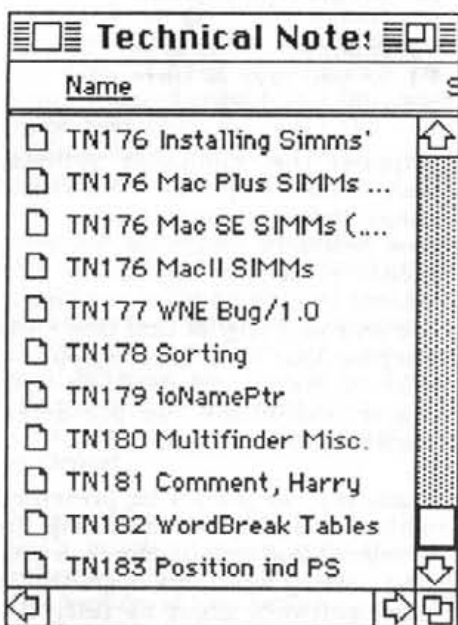 Technical Notes
Name S
TN176 Installing Simms'
TN176 Mac Plus SIMMs ...
TN176 Mac SE SIMMs (....
TN176 MacII SIMMs
TN177 WNE Bug/1.0
TN178 Sorting
TN179 ioNamePtr
TN180 Multifinder Misc.
TN181 Comment, Harry
TN182 WordBreak Tables
TN183 Position ind PS